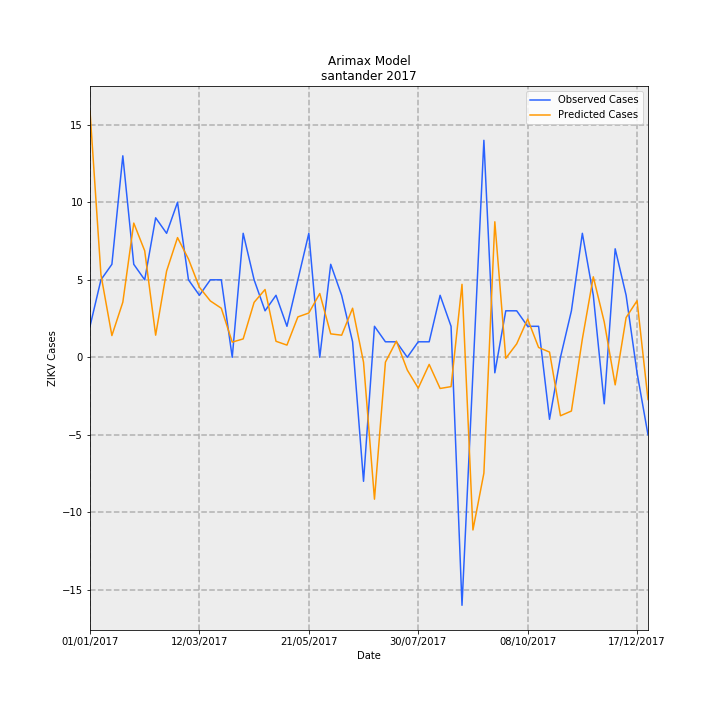 Arimax Model
santander 2017
Observed Cases
Predicted Cases
ZIKV Cases
15
10
5
0
−5
−10
−15
01/01/2017 12/03/2017 21/05/2017 30/07/2017 08/10/2017 17/12/2017
Date